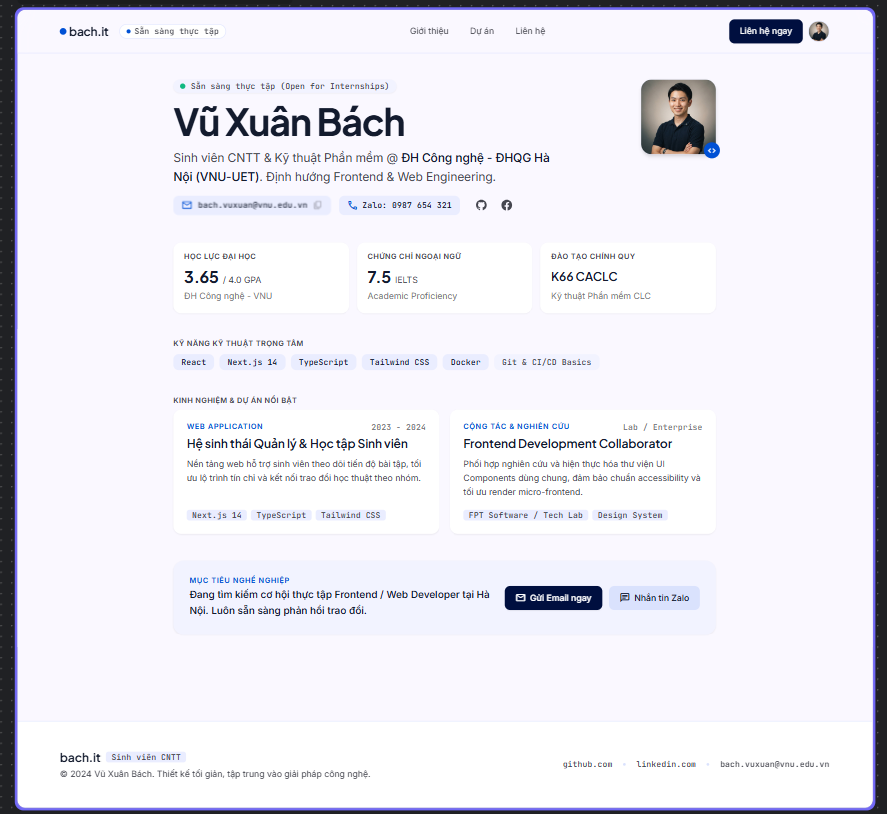 bach.it
Sẵn sàng thực tập
Giới thiệu
Dự án
Liên hệ
Liên hệ ngay
Sẵn sàng thực tập (Open for Internships)
Vũ Xuân Bách
Sinh viên CNTT & Kỹ thuật Phần mềm @ ĐH Công nghệ - ĐHQG Hà
Nội (VNU-UET). Định hướng Frontend & Web Engineering.
bach.vuxuan@vnu.edu.vn
Zalo: 0987 654 321
HỌC LỰC ĐẠI HỌC
3.65 / 4.0 GPA
ĐH Công nghệ - VNU
CHỨNG CHỈ NGOẠI NGỮ
7.5 IELTS
Academic Proficiency
ĐÀO TẠO CHÍNH QUY
K66 CACLC
Kỹ thuật Phần mềm CLC
KỸ NĂNG KỸ THUẬT TRỌNG TÂM
React
Next.js 14
TypeScript
Tailwind CSS
Docker
Git & CI/CD Basics
KINH NGHIỆM & DỰ ÁN NỔI BẬT
WEB APPLICATION
2023 - 2024
Hệ sinh thái Quản lý & Học tập Sinh viên
Nền tảng web hỗ trợ sinh viên theo dõi tiến độ bài tập, tối
ưu lộ trình tín chỉ và kết nối trao đổi học thuật theo nhóm.
Next.js 14
TypeScript
Tailwind CSS
CỘNG TÁC & NGHIÊN CỨU
Lab / Enterprise
Frontend Development Collaborator
Phối hợp nghiên cứu và hiện thực hóa thư viện UI
Components dùng chung, đảm bảo chuẩn accessibility và
tối ưu render micro-frontend.
FPT Software / Tech Lab
Design System
MỤC TIÊU NGHỀ NGHIỆP
Đang tìm kiếm cơ hội thực tập Frontend / Web Developer tại Hà
Nội. Luôn sẵn sàng phản hồi trao đổi.
Gửi Email ngay
Nhắn tin Zalo
bach.it
Sinh viên CNTT
© 2024 Vũ Xuân Bách. Thiết kế tối giản, tập trung vào giải pháp công nghệ.
github.com
linkedin.com
bach.vuxuan@vnu.edu.vn